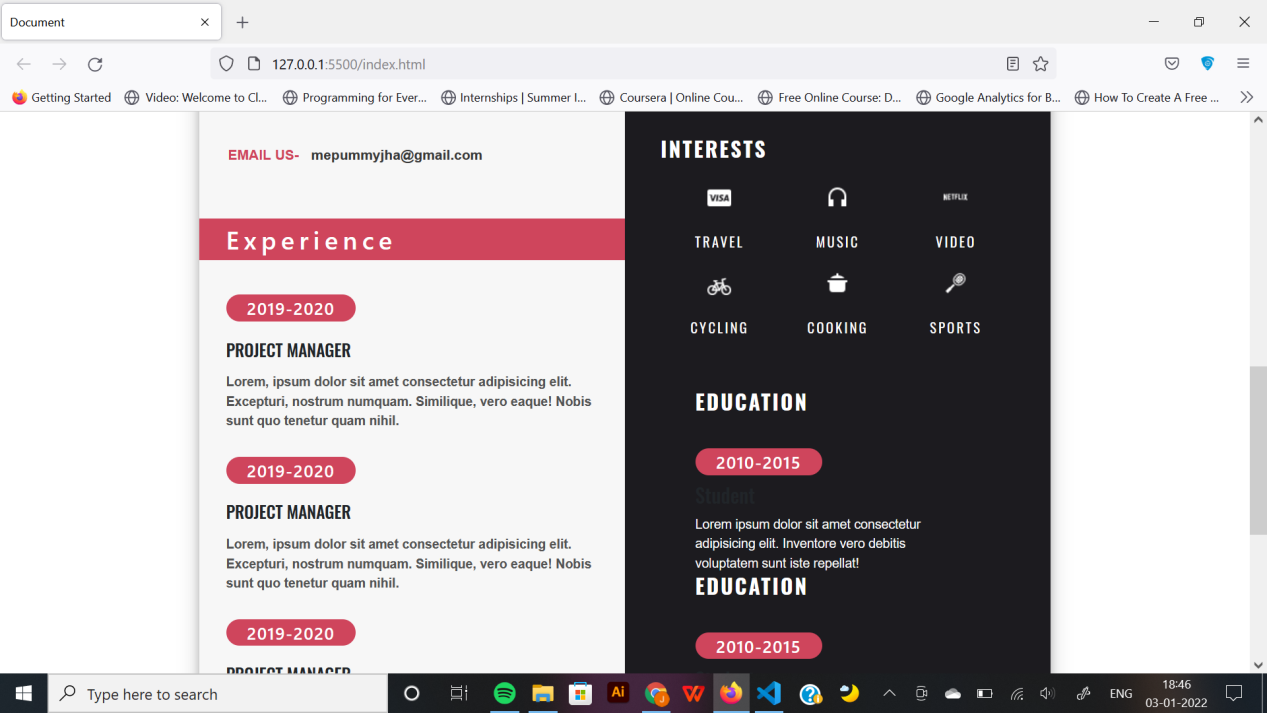 Document
127.0.0.1:5500/index.html
Getting Started
Video: Welcome to Cl...
Programming for Ever...
Internships | Summer I...
Coursera | Online Cou...
Free Online Course: D...
Google Analytics for B...
How To Create A Free ...
EMAIL US- mepummyjha@gmail.com
Experience
2019-2020
PROJECT MANAGER
Lorem, ipsum dolor sit amet consectetur adipisicing elit.
Excepturi, nostrum numquam. Similique, vero eaque! Nobis
sunt quo tenetur quam nihil.
2019-2020
PROJECT MANAGER
Lorem, ipsum dolor sit amet consectetur adipisicing elit.
Excepturi, nostrum numquam. Similique, vero eaque! Nobis
sunt quo tenetur quam nihil.
2019-2020
PROJECT MANAGER
INTERESTS
VISA
NETFLIX
TRAVEL
MUSIC
VIDEO
CYCLING
COOKING
SPORTS
EDUCATION
2010-2015
Student
Lorem ipsum dolor sit amet consectetur
adipisicing elit. Inventore vero debitis
voluptatem sunt iste repellat!
EDUCATION
2010-2015
Type here to search
Ai
ENG
18:46
03-01-2022